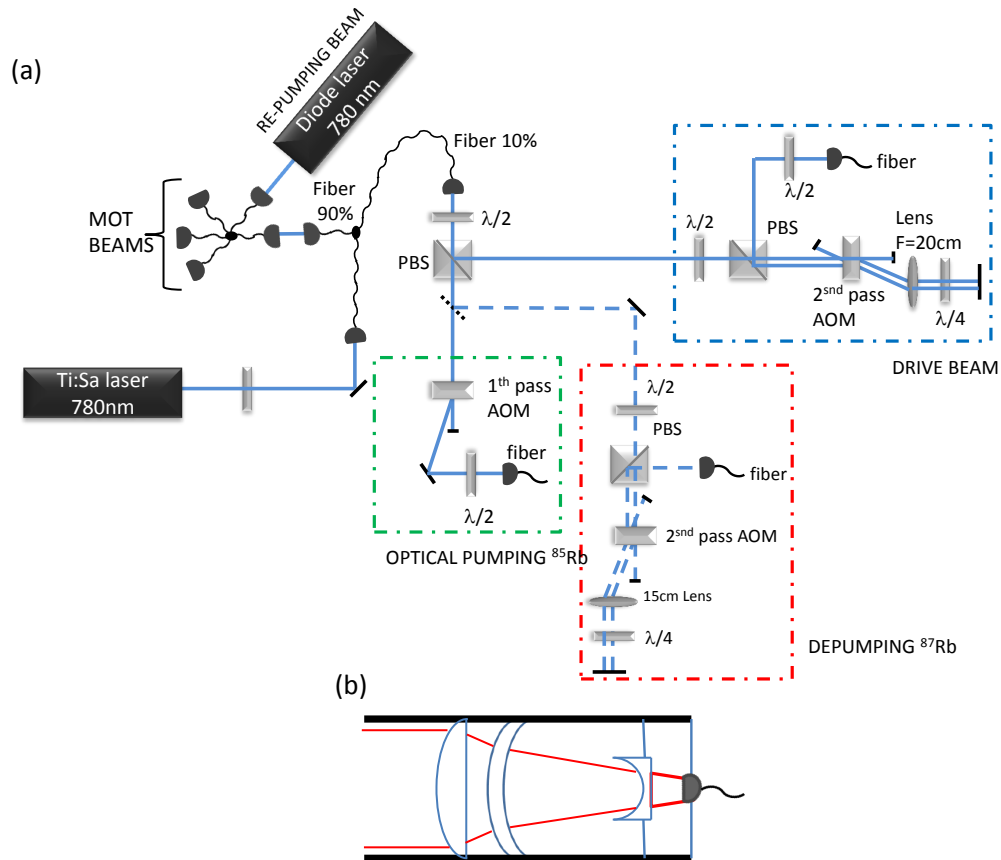 (a)
RE-PUMPING BEAM
Diode laser
780 nm
Fiber 10%
Fiber
90%
MOT
BEAMS
λ/2
PBS
Ti:Sa laser
780nm
1th pass
AOM
fiber
λ/2
OPTICAL PUMPING 85Rb
λ/2
fiber
λ/2
PBS
Lens
F=20cm
2snd pass
AOM
λ/4
DRIVE BEAM
λ/2
PBS
fiber
2snd pass AOM
15cm Lens
λ/4
DEPUMPING 87Rb
(b)